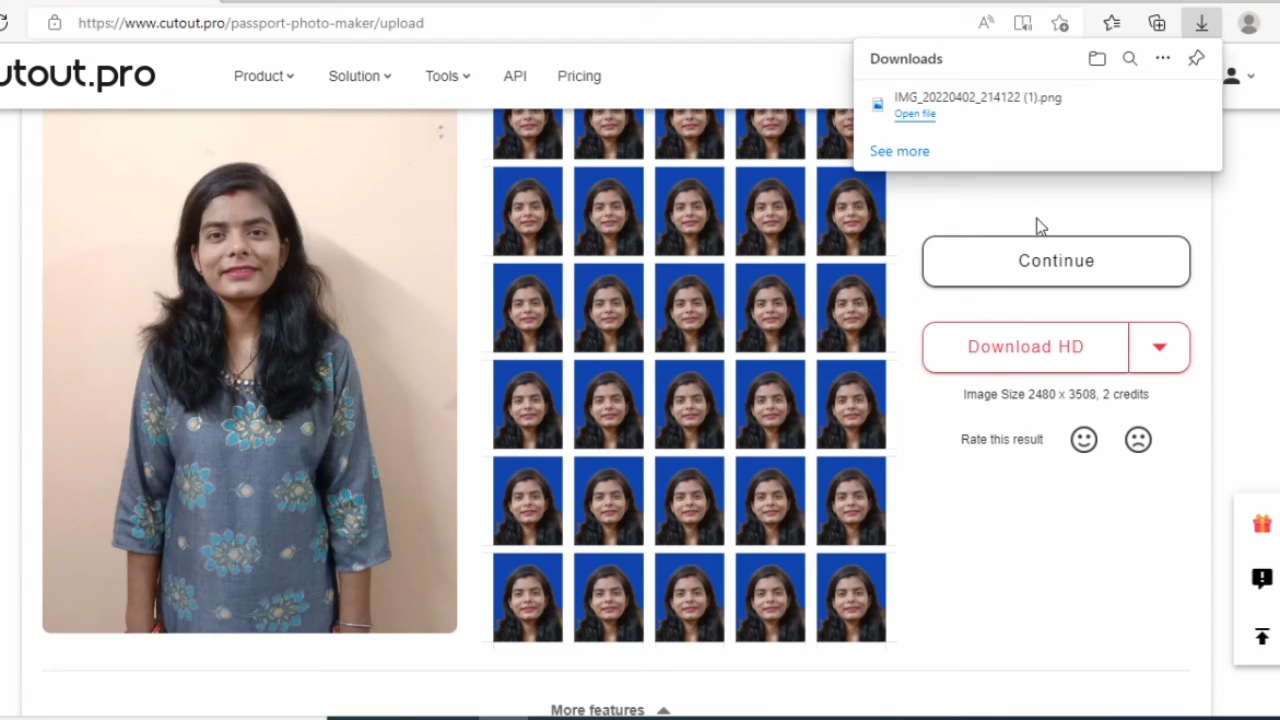 https://www.cutout.pro/passport-photo-maker/upload
utout.pro
Product
Solution
Tools
API
Pricing
Downloads
IMG_20220402_214122 (1).png
Open file
See more
Continue
Download HD
Image Size 2480 x 3508, 2 credits
Rate this result
More features